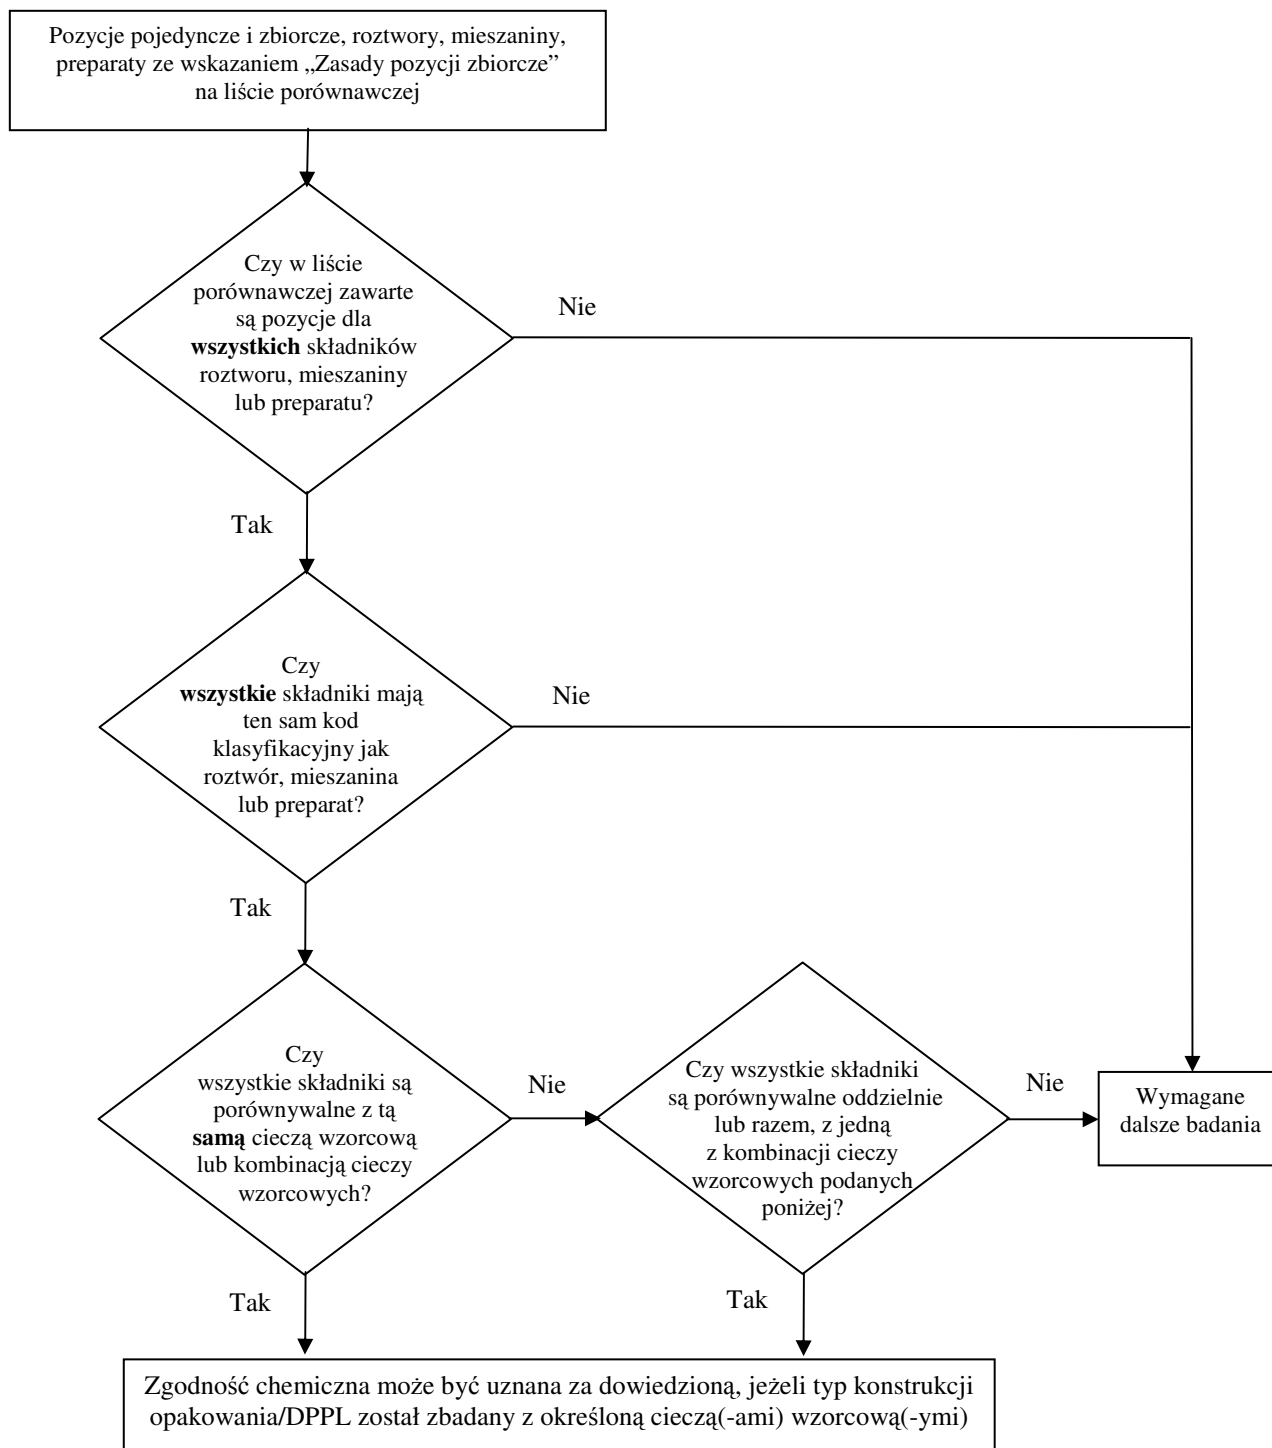 Pozycje pojedyncze i zbiorcze, roztwory, mieszaniny,
preparaty ze wskazaniem „Zasady pozycji zbiorcze”
na liście porównawczej
Czy w liście
porównawczej zawarte
są pozycje dla
wszystkich składników
roztworu, mieszaniny
lub preparatu?
Nie
Tak
Czy
wszystkie składniki mają
ten sam kod
klasyfikacyjny jak
roztwór, mieszanina
lub preparat?
Nie
Tak
Czy
wszystkie składniki są
porównywalne z tą
samą cieczą wzorcową
lub kombinacją cieczy
wzorcowych?
Nie
Czy wszystkie składniki
są porównywalne oddzielnie
lub razem, z jedną
z kombinacji cieczy
wzorcowych podanych
poniżej?
Nie
Wymagane
dalsze badania
Tak
Tak
Zgodność chemiczna może być uznana za dowiedzioną, jeżeli typ konstrukcji
opakowania/DPPL został zbadany z określoną cieczą(-ami) wzorcową(-ymi)